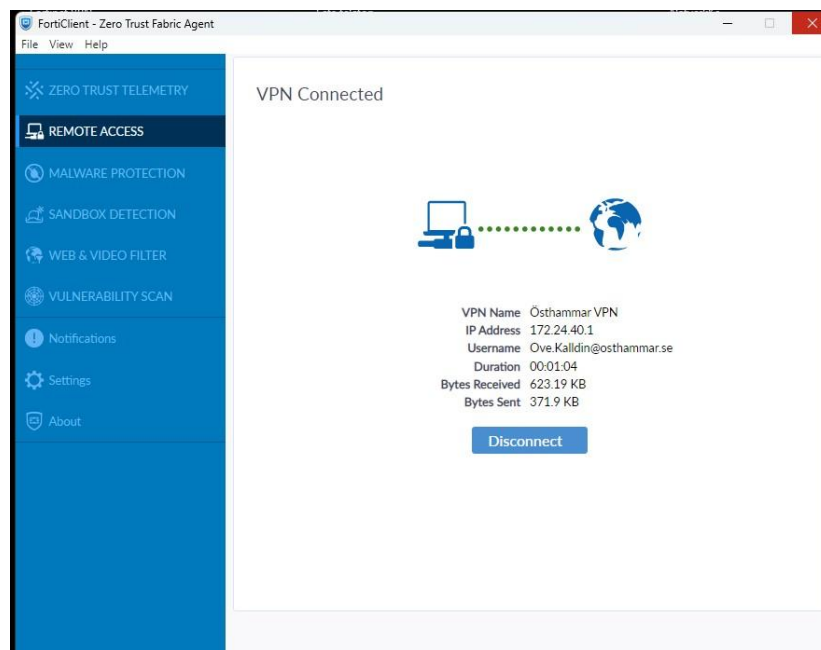 FortiClient - Zero Trust Fabric Agent
File View Help
ZERO TRUST TELEMETRY
REMOTE ACCESS
MALWARE PROTECTION
SANDBOX DETECTION
WEB & VIDEO FILTER
VULNERABILITY SCAN
Notifications
Settings
About
VPN Connected
VPN Name Östhammar VPN
IP Address 172.24.40.1
Username Ove.Kalldin@osthammar.se
Duration 00:01:04
Bytes Received 623.19 KB
Bytes Sent 371.9 KB
Disconnect